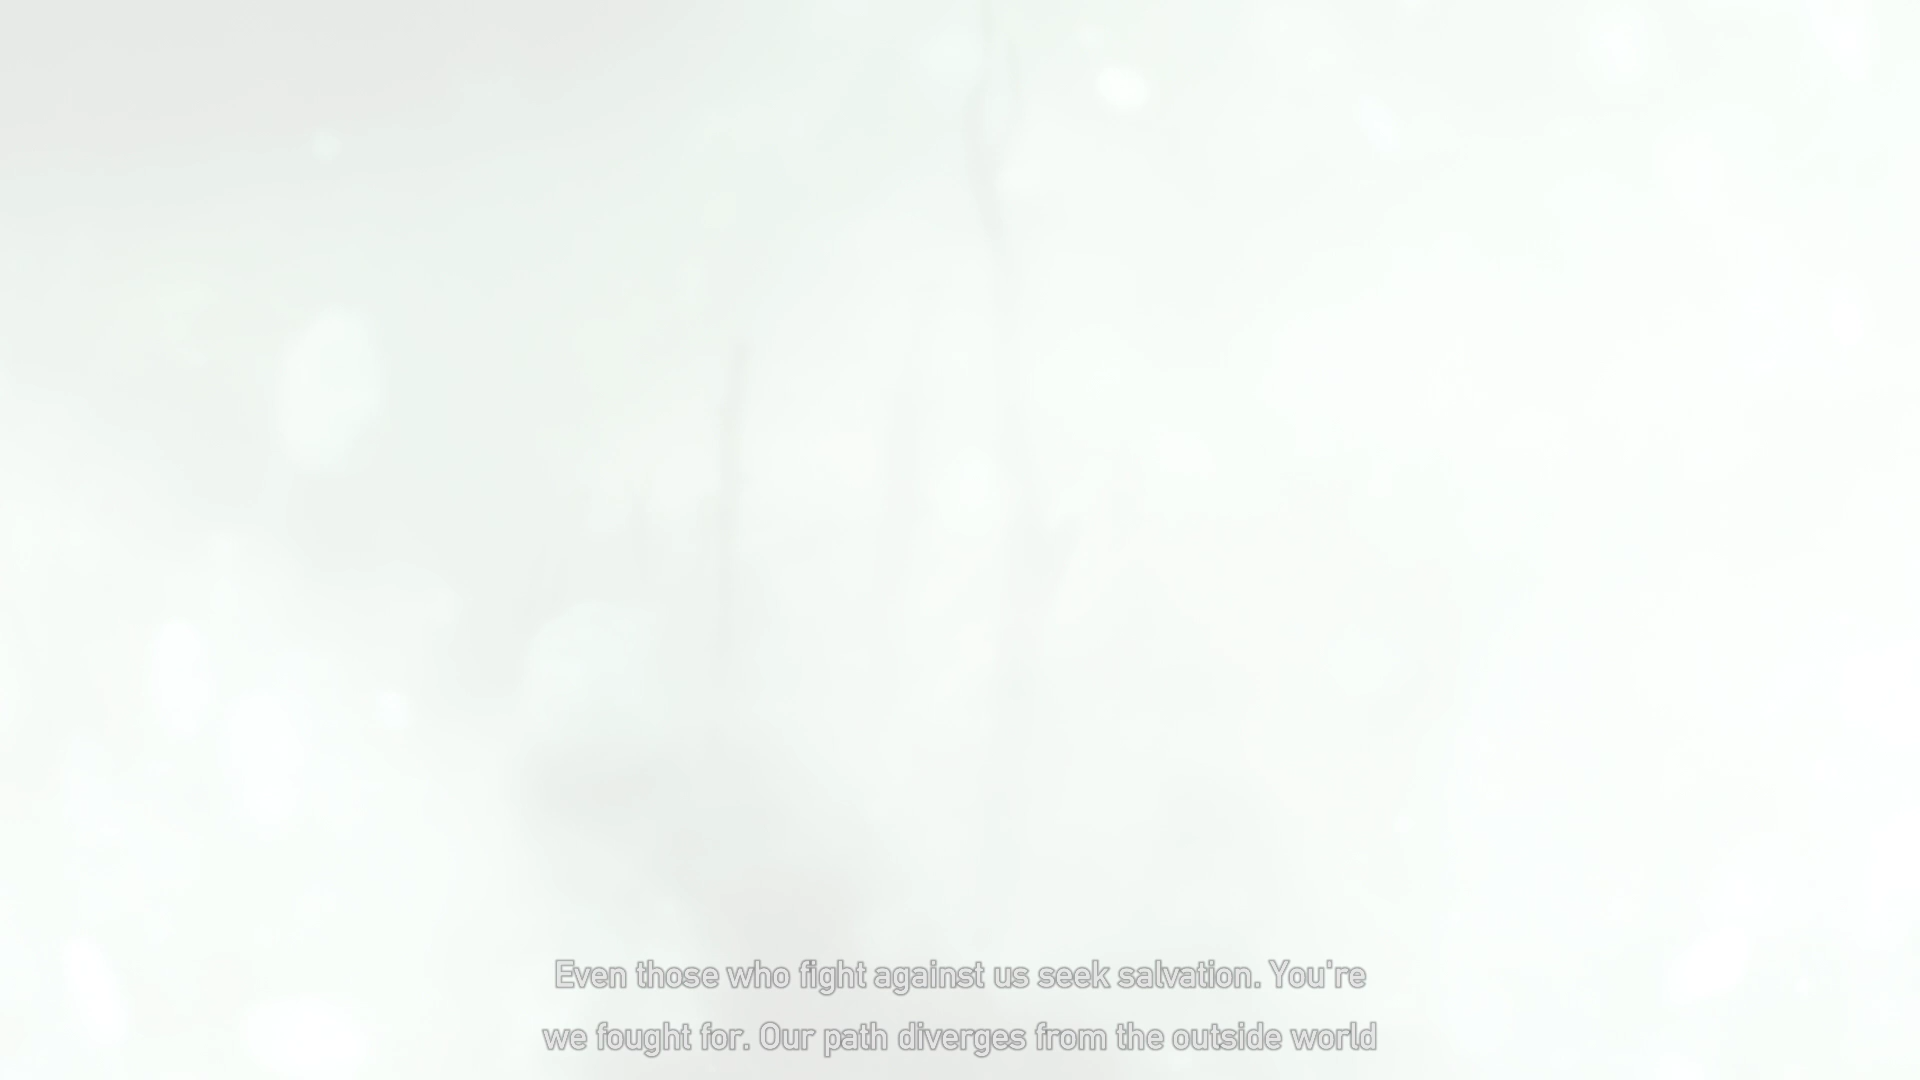 Even those who fight against us seek salvation. You're
we fought for. Our path diverges from the outside world